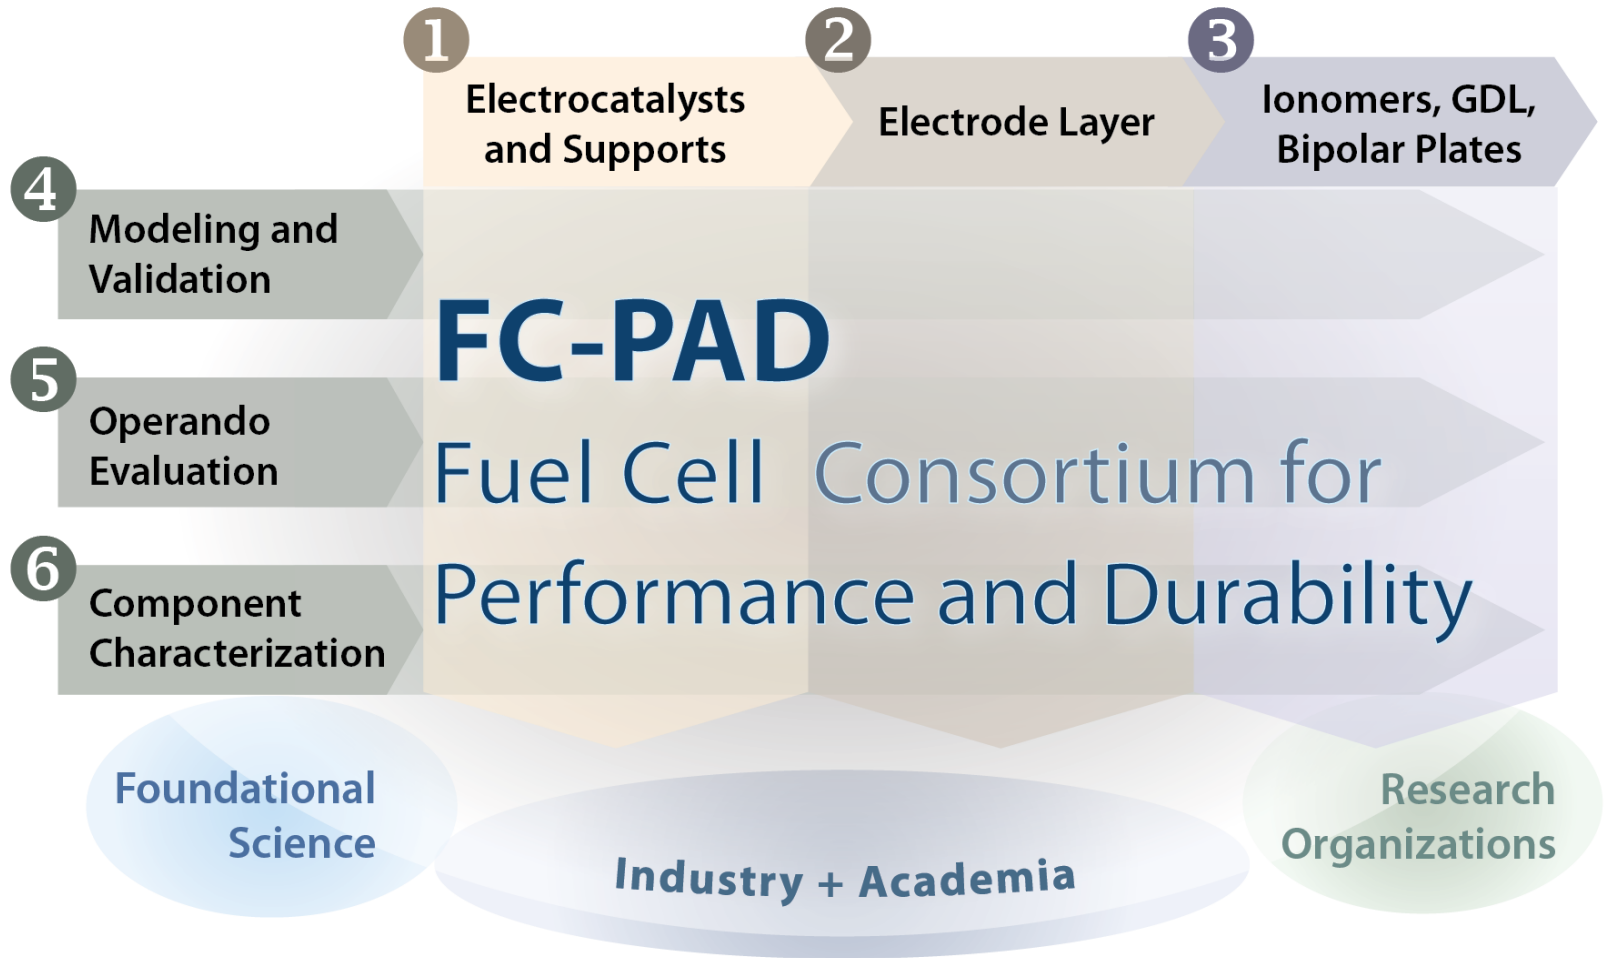 1
Electrocatalysts
and Supports
2
Electrode Layer
3
Ionomers, GDL,
Bipolar Plates
4
Modeling and
Validation
5
Operando
Evaluation
6
Component
Characterization
FC-PAD
Fuel Cell Consortium for
Performance and Durability
Foundational
Science
Industry + Academia
Research
Organizations